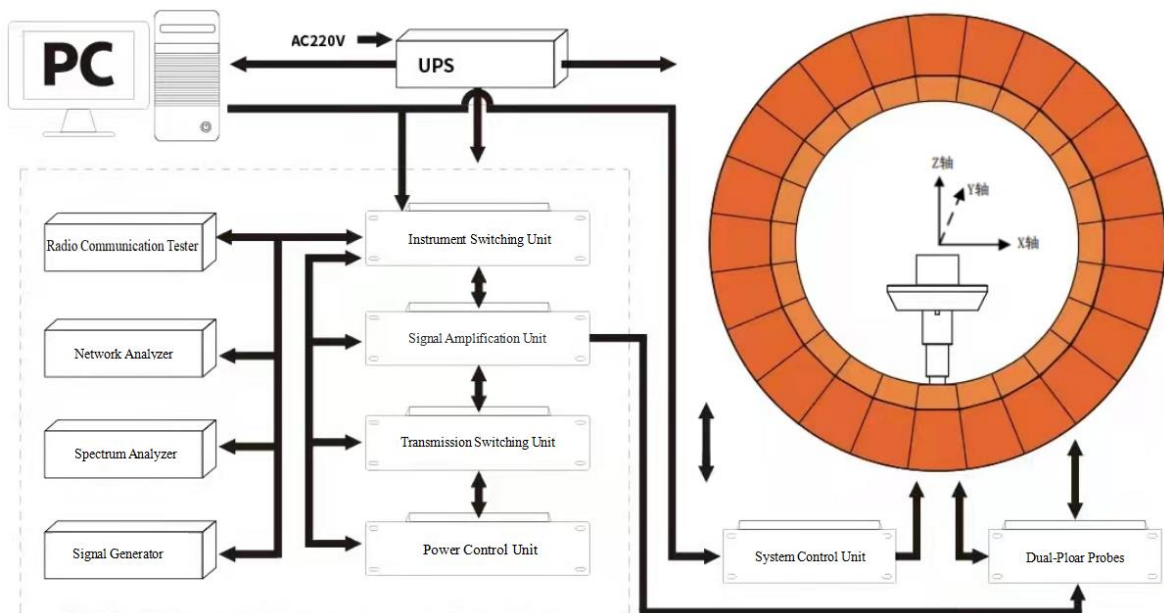 PC
AC220V
UPS
Z轴
Y轴
X轴
Radio Communication Tester
Instrument Switching Unit
Network Analyzer
Signal Amplification Unit
Spectrum Analyzer
Transmission Switching Unit
Signal Generator
Power Control Unit
System Control Unit
Dual-Ploar Probes